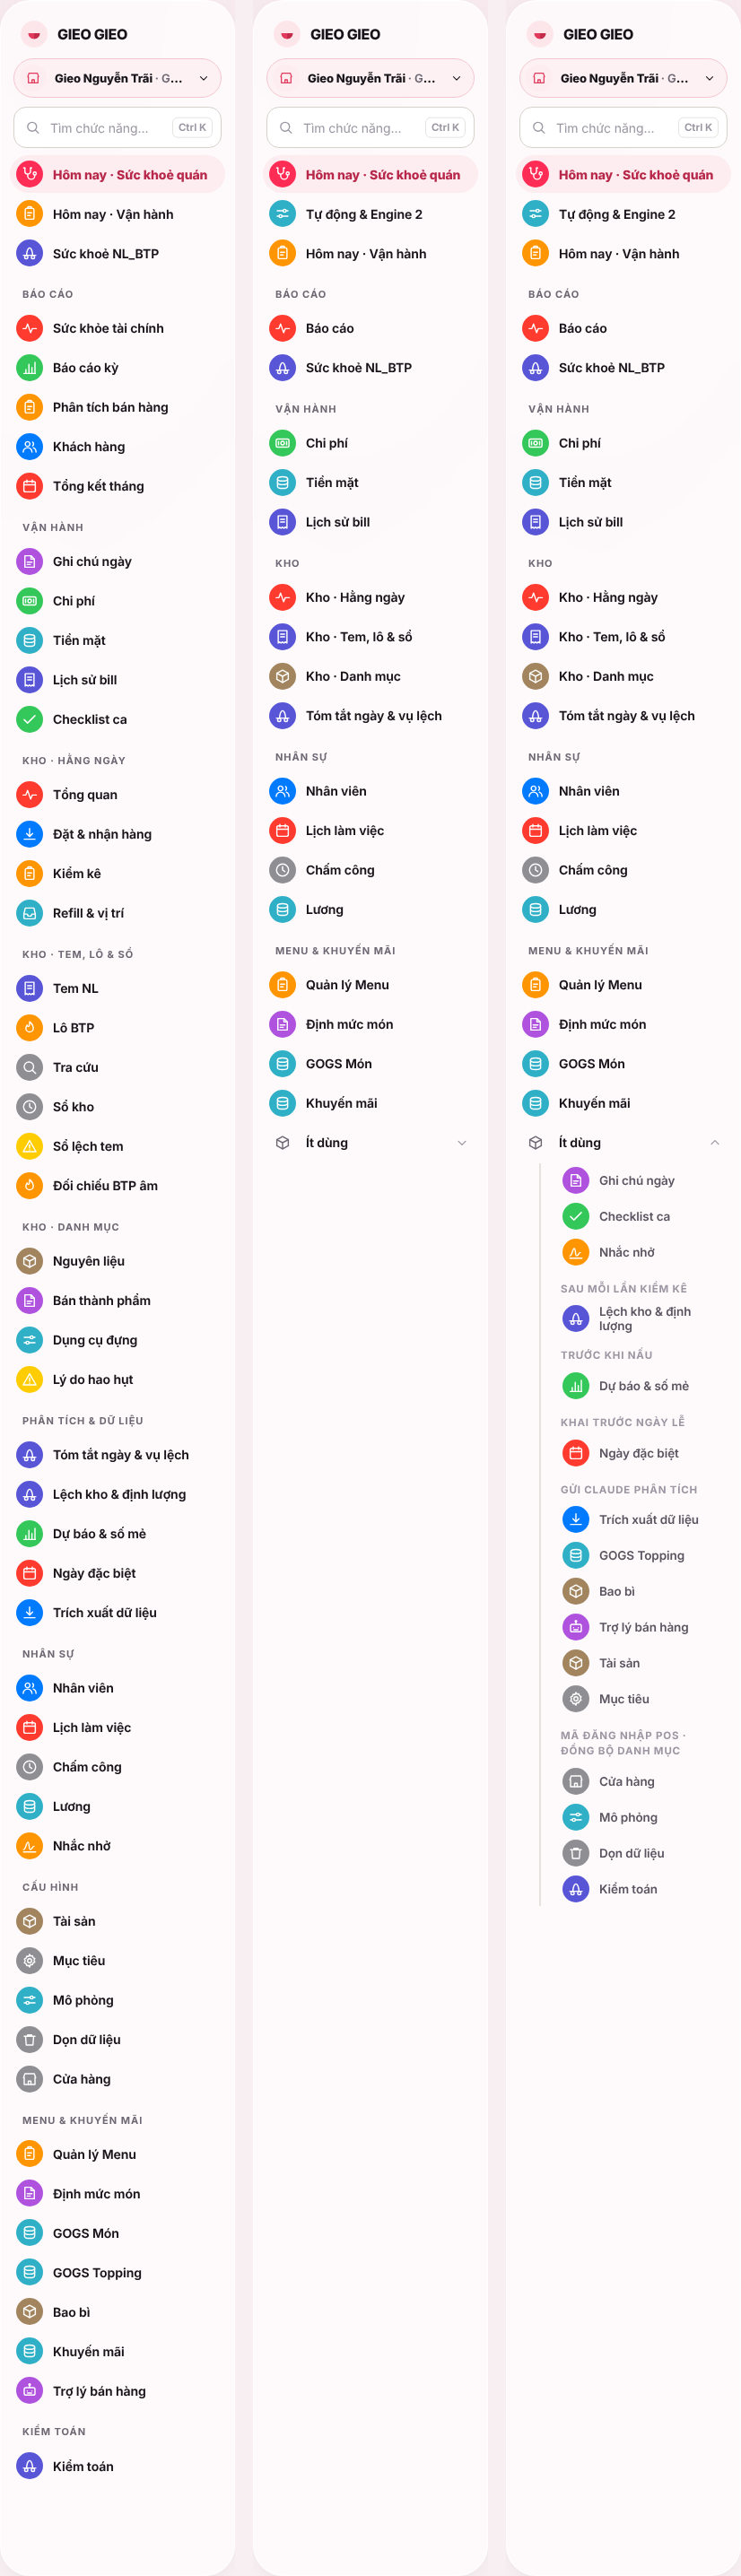 GIEO GIEO
Gieo Nguyễn Trãi · G...
Tìm chức năng... Ctrl K
Hôm nay · Sức khoẻ quán
Hôm nay · Vận hành
Sức khoẻ NL_BTP
BÁO CÁO
Sức khỏe tài chính
Báo cáo kỳ
Phân tích bán hàng
Khách hàng
Tổng kết tháng
VẬN HÀNH
Ghi chú ngày
Chi phí
Tiền mặt
Lịch sử bill
Checklist ca
KHO · HẰNG NGÀY
Tổng quan
Đặt & nhận hàng
Kiểm kê
Refill & vị trí
KHO · TEM, LÔ & SỔ
Tem NL
Lô BTP
Tra cứu
Sổ kho
Sổ lệch tem
Đối chiếu BTP âm
KHO · DANH MỤC
Nguyên liệu
Bán thành phẩm
Dụng cụ đựng
Lý do hao hụt
PHÂN TÍCH & DỮ LIỆU
Tóm tắt ngày & vụ lệch
Lệch kho & định lượng
Dự báo & số mẻ
Ngày đặc biệt
Trích xuất dữ liệu
NHÂN SỰ
Nhân viên
Lịch làm việc
Chấm công
Lương
Nhắc nhở
CẤU HÌNH
Tài sản
Mục tiêu
Mô phỏng
Dọn dữ liệu
Cửa hàng
MENU & KHUYẾN MÃI
Quản lý Menu
Định mức món
GOGS Món
GOGS Topping
Bao bì
Khuyến mãi
Trợ lý bán hàng
KIỂM TOÁN
Kiểm toán
GIEO GIEO
Gieo Nguyễn Trãi · G...
Tìm chức năng... Ctrl K
Hôm nay · Sức khoẻ quán
Tự động & Engine 2
Hôm nay · Vận hành
BÁO CÁO
Báo cáo
Sức khoẻ NL_BTP
VẬN HÀNH
Chi phí
Tiền mặt
Lịch sử bill
KHO
Kho · Hằng ngày
Kho · Tem, lô & sổ
Kho · Danh mục
Tóm tắt ngày & vụ lệch
NHÂN SỰ
Nhân viên
Lịch làm việc
Chấm công
Lương
MENU & KHUYẾN MÃI
Quản lý Menu
Định mức món
GOGS Món
Khuyến mãi
Ít dùng
GIEO GIEO
Gieo Nguyễn Trãi · G...
Tìm chức năng... Ctrl K
Hôm nay · Sức khoẻ quán
Tự động & Engine 2
Hôm nay · Vận hành
BÁO CÁO
Báo cáo
Sức khoẻ NL_BTP
VẬN HÀNH
Chi phí
Tiền mặt
Lịch sử bill
KHO
Kho · Hằng ngày
Kho · Tem, lô & sổ
Kho · Danh mục
Tóm tắt ngày & vụ lệch
NHÂN SỰ
Nhân viên
Lịch làm việc
Chấm công
Lương
MENU & KHUYẾN MÃI
Quản lý Menu
Định mức món
GOGS Món
Khuyến mãi
Ít dùng
Ghi chú ngày
Checklist ca
Nhắc nhở
SAU MỖI LẦN KIỂM KÊ
Lệch kho & định
lượng
TRƯỚC KHI NẤU
Dự báo & số mẻ
KHAI TRƯỚC NGÀY LỄ
Ngày đặc biệt
GỬI CLAUDE PHÂN TÍCH
Trích xuất dữ liệu
GOGS Topping
Bao bì
Trợ lý bán hàng
Tài sản
Mục tiêu
MÃ ĐĂNG NHẬP POS ·
ĐỒNG BỘ DANH MỤC
Cửa hàng
Mô phỏng
Dọn dữ liệu
Kiểm toán